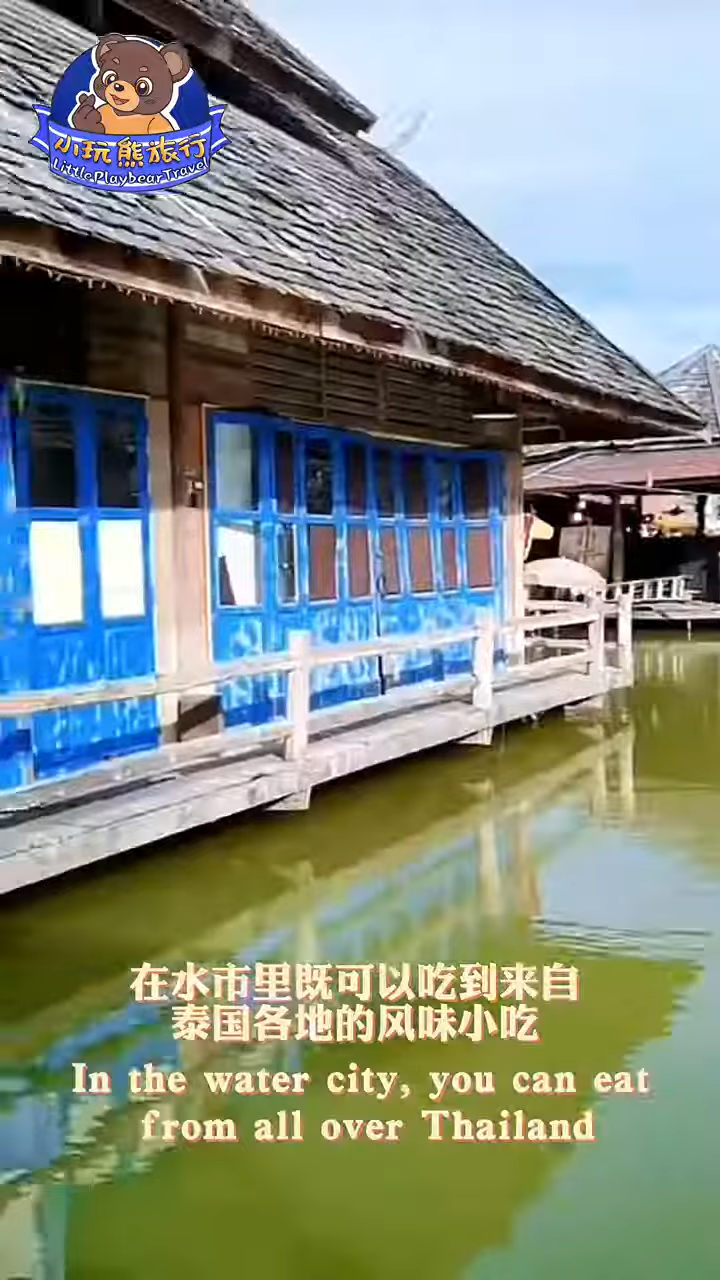 小玩熊旅行
LittlePlaybearTravel
在水市里既可以吃到来自
泰国各地的风味小吃
In the water city, you can eat
from all over Thailand